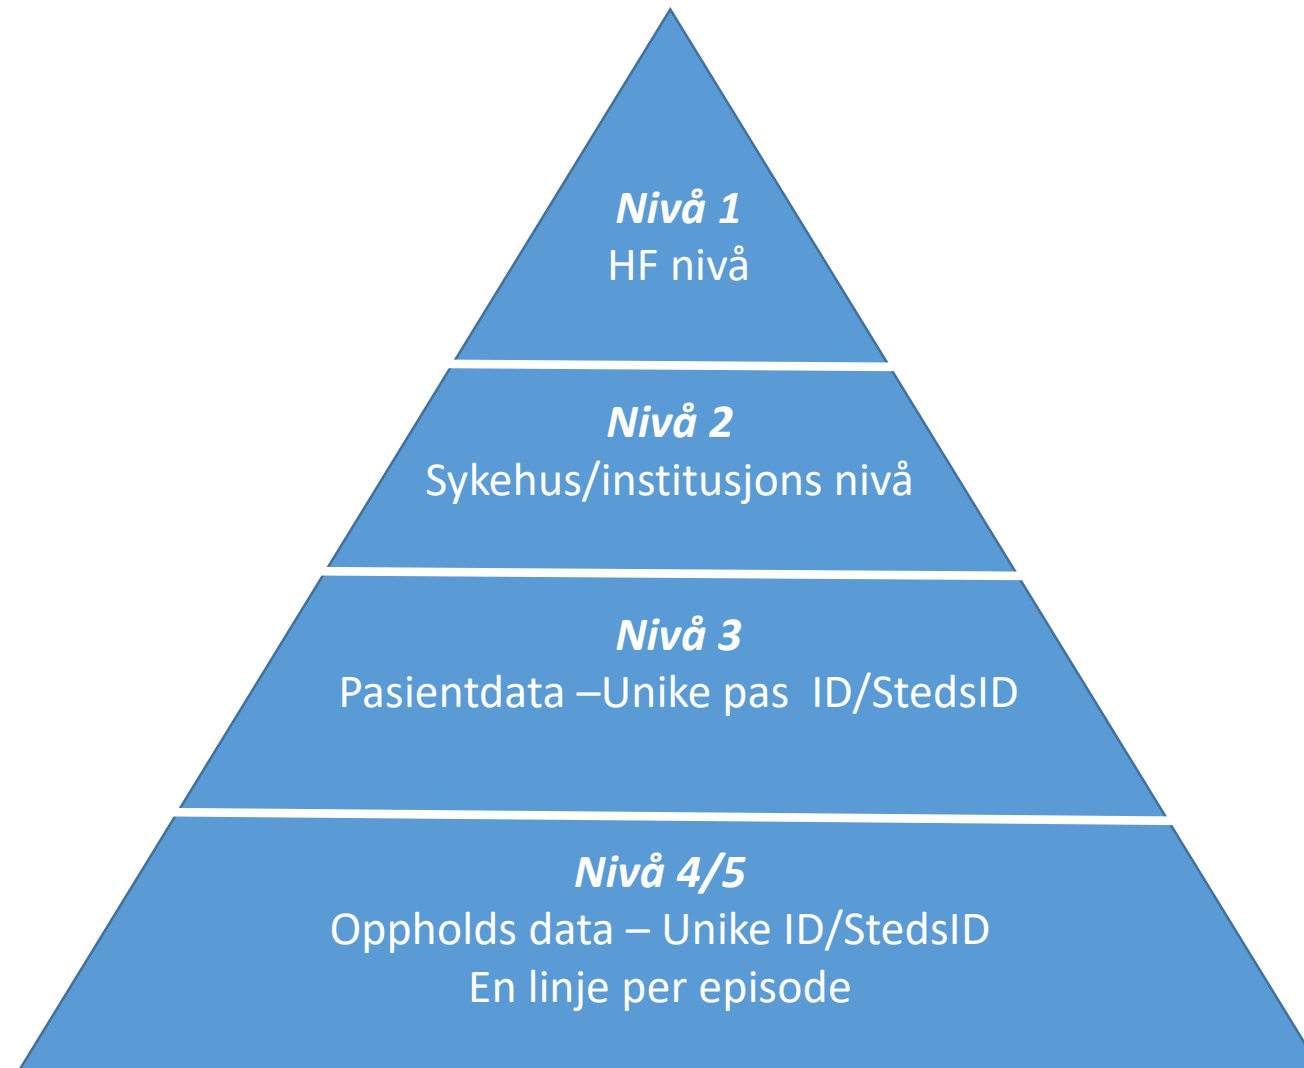 Nivå 1
HF nivå
Nivå 2
Sykehus/institusjons nivå
Nivå 3
Pasientdata –Unike pas  ID/StedsID
Nivå 4/5
Oppholds data – Unike ID/StedsID
En linje per episode